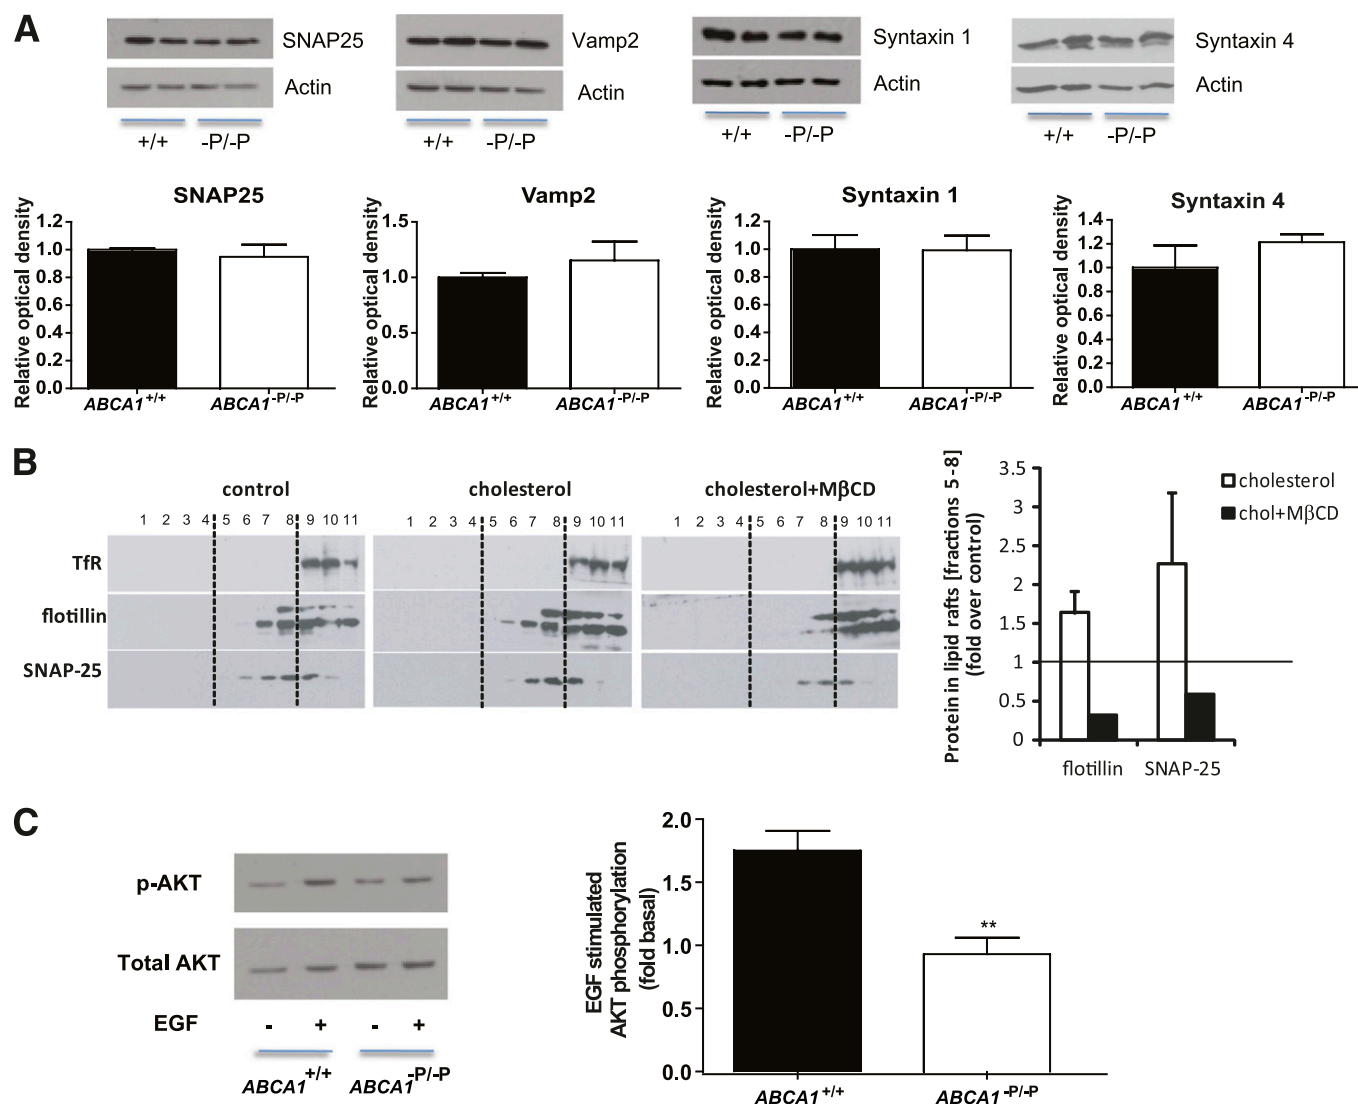 A
SNAP25
Actin
+/+ -P/-P
Vamp2
Actin
+/+ -P/-P
Syntaxin 1
Actin
+/+ -P/-P
Syntaxin 4
Actin
+/+ -P/-P
SNAP25
Relative optical density
1.2
1.0
0.8
0.6
0.4
0.2
0.0
ABCA1+/+ ABCA1-P/-P
Vamp2
Relative optical density
1.5
1.0
0.5
0.0
ABCA1+/+ ABCA1-P/-P
Syntaxin 1
Relative optical density
1.2
1.0
0.8
0.6
0.4
0.2
0.0
ABCA1+/+ ABCA1-P/-P
Syntaxin 4
Relative optical density
1.4
1.2
1.0
0.8
0.6
0.4
0.2
0.0
ABCA1+/+ ABCA1-P/-P
B
control
1 2 3 4 5 6 7 8 9 10 11
cholesterol
1 2 3 4 5 6 7 8 9 10 11
cholesterol+MβCD
1 2 3 4 5 6 7 8 9 10 11
TfR
flotillin
SNAP-25
Protein in lipid rafts [fractions 5-8]
(fold over control)
3.5
3
2.5
2
1.5
1
0.5
0
flotillin SNAP-25
cholesterol
chol+MβCD
C
p-AKT
Total AKT
EGF - + - +
ABCA1+/+ ABCA1-P/-P
EGF stimulated
AKT phosphorylation
(fold basal)
2.0
1.5
1.0
0.5
0.0
**
ABCA1+/+ ABCA1-P/-P